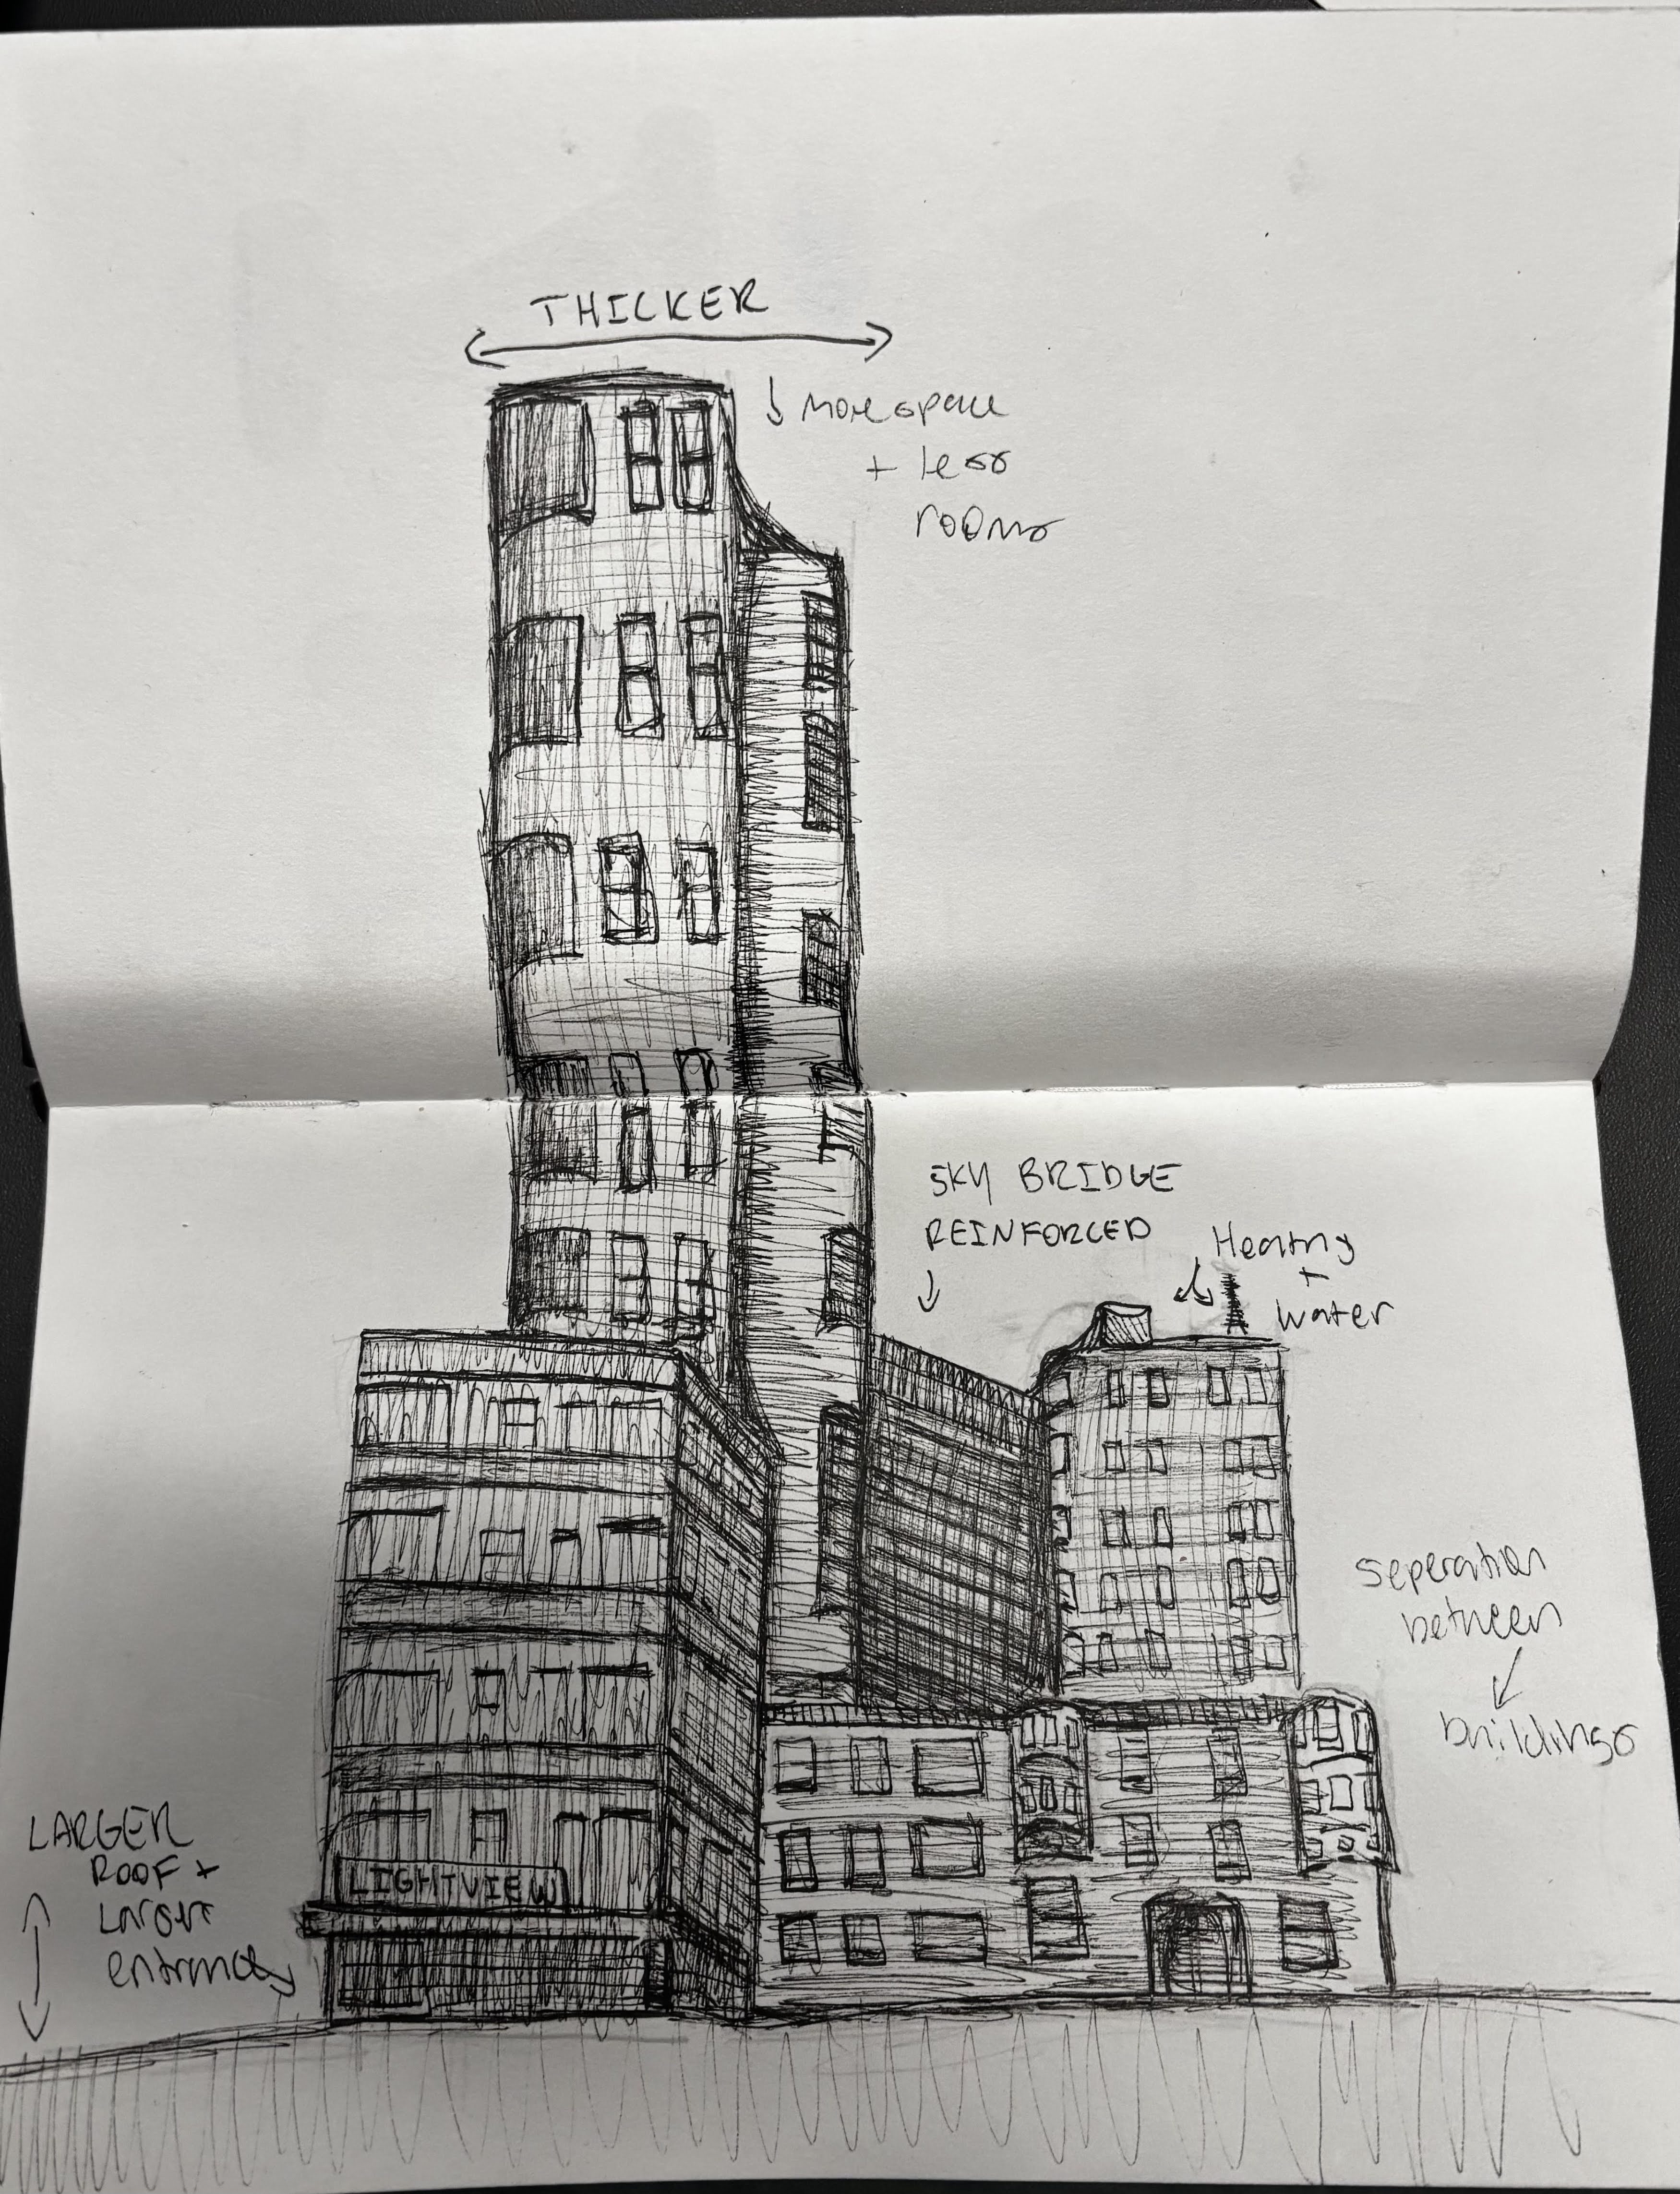 THICKER
more space
+ less
rooms
SKY BRIDGE
REINFORCED
Heating
+
water
seperation
between
buildings
LARGER
ROOF +
Larger
entrance
LIGHTVIEW